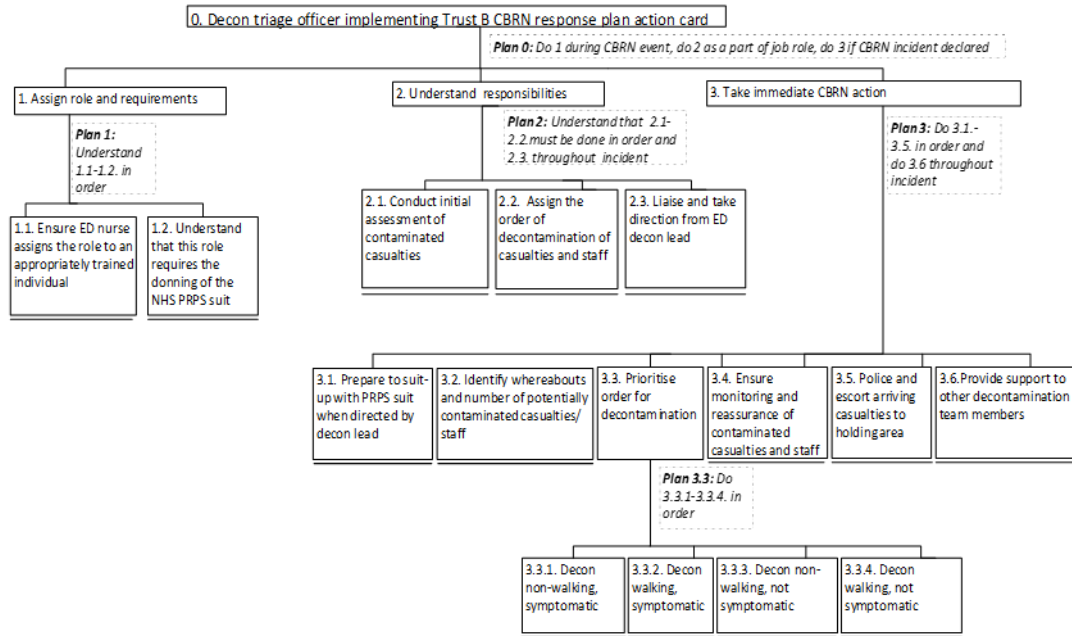 0. Decon triage officer implementing Trust B CBRN response plan action card
Plan 0: Do 1 during CBRN event, do 2 as a part of job role, do 3 if CBRN incident declared
1. Assign role and requirements
2. Understand responsibilities
3. Take immediate CBRN action
Plan 1:
Understand
1.1-1.2. in
order
Plan 2: Understand that 2.1-
2.2.must be done in order and
2.3. throughout incident
Plan 3: Do 3.1.-
3.5. in order and
do 3.6 throughout
incident
1.1. Ensure ED nurse
assigns the role to an
appropriately trained
individual
1.2. Understand
that this role
requires the
donning of the
NHS PRPS suit
2.1. Conduct initial
assessment of
contaminated
casualties
2.2. Assign the
order of
decontamination of
casualties and staff
2.3. Liaise and take
direction from ED
decon lead
3.1. Prepare to suit-
up with PRPS suit
when directed by
decon lead
3.2. Identify whereabouts
and number of potentially
contaminated casualties/
staff
3.3. Prioritise
order for
decontamination
3.4. Ensure
monitoring and
reassurance of
contaminated
casualties and staff
3.5. Police and
escort arriving
casualties to
holding area
3.6.Provide support to
other decontamination
team members
Plan 3.3: Do
3.3.1-3.3.4. in
order
3.3.1. Decon
non-walking,
symptomatic
3.3.2. Decon
walking,
symptomatic
3.3.3. Decon non-
walking, not
symptomatic
3.3.4. Decon
walking, not
symptomatic